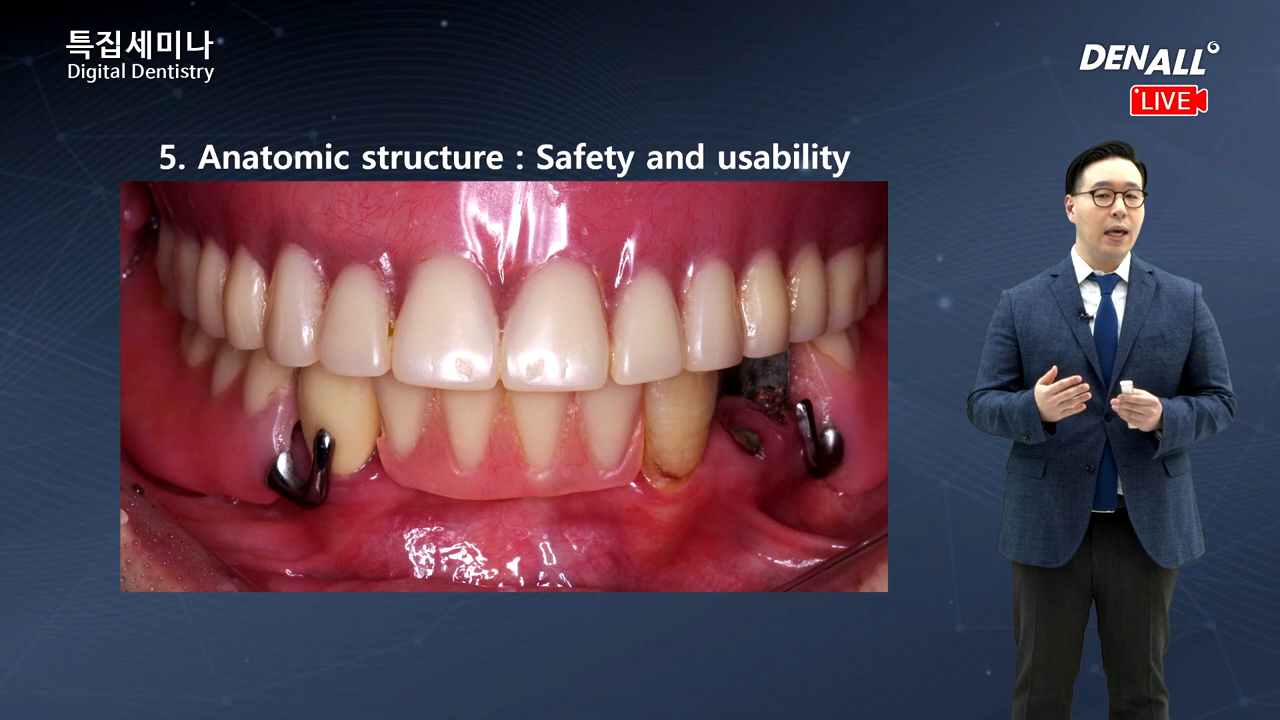 특집세미나
Digital Dentistry
DENALL
LIVE
5. Anatomic structure : Safety and usability